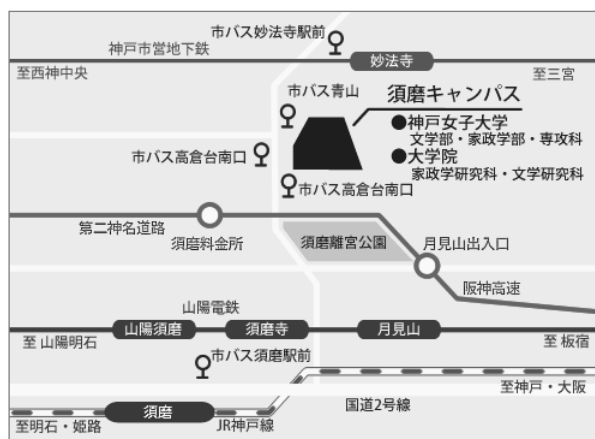 市バス妙法寺駅前
神戸市営地下鉄
妙法寺
至西神中央
至三宮
市バス青山
須磨キャンパス
●神戸女子大学
文学部・家政学部・専攻科
●大学院
家政学研究科・文学研究科
市バス高倉台南口
市バス高倉台南口
第二神名道路
須磨料金所
須磨離宮公園
月見山出入口
阪神高速
山陽電鉄
山陽須磨
須磨寺
月見山
至 山陽明石
至 板宿
市バス須磨駅前
至神戸・大阪
国道2号線
須磨
至明石・姫路
JR神戸線